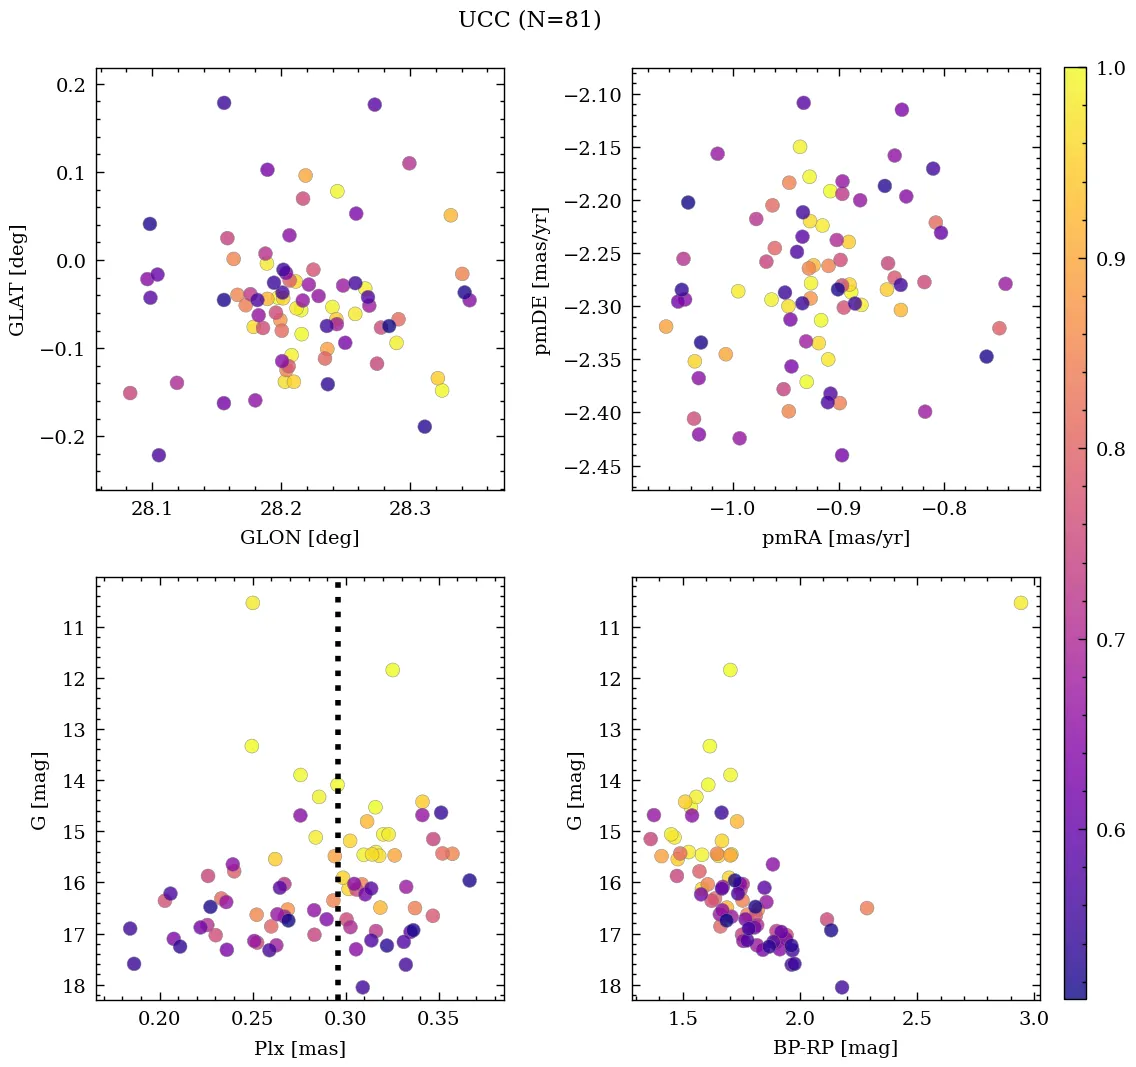 UCC (N=81)
0.2
0.1
0.0
−0.1
−0.2
GLAT [deg]
28.1 28.2 28.3
GLON [deg]
−2.10
−2.15
−2.20
−2.25
−2.30
−2.35
−2.40
−2.45
pmDE [mas/yr]
−1.0 −0.9 −0.8
pmRA [mas/yr]
11
12
13
14
15
16
17
18
G [mag]
0.20 0.25 0.30 0.35
Plx [mas]
11
12
13
14
15
16
17
18
G [mag]
1.5 2.0 2.5 3.0
BP-RP [mag]
1.0
0.9
0.8
0.7
0.6